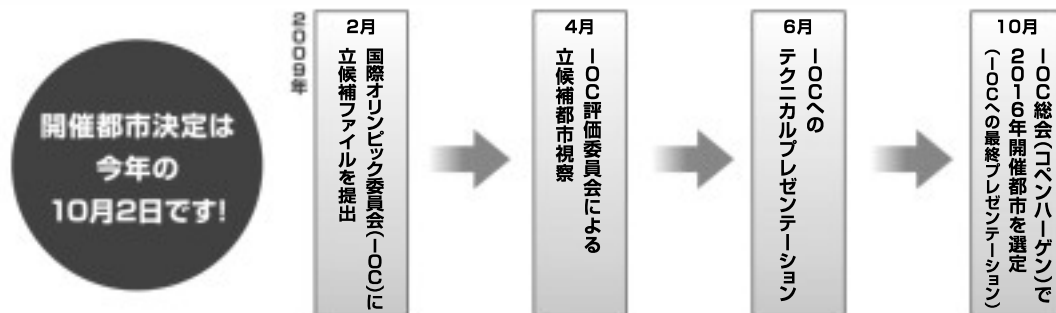 開催都市決定は
今年の
10月2日です!
2009年
2月
国際オリンピック委員会(IOC)に
立候補ファイルを提出
4月
IOC評価委員会による
立候補都市視察
6月
IOCへの
テクニカルプレゼンテーション
10月
IOC総会(コペンハーゲン)で
2016年開催都市を選定
(IOCへの最終プレゼンテーション)